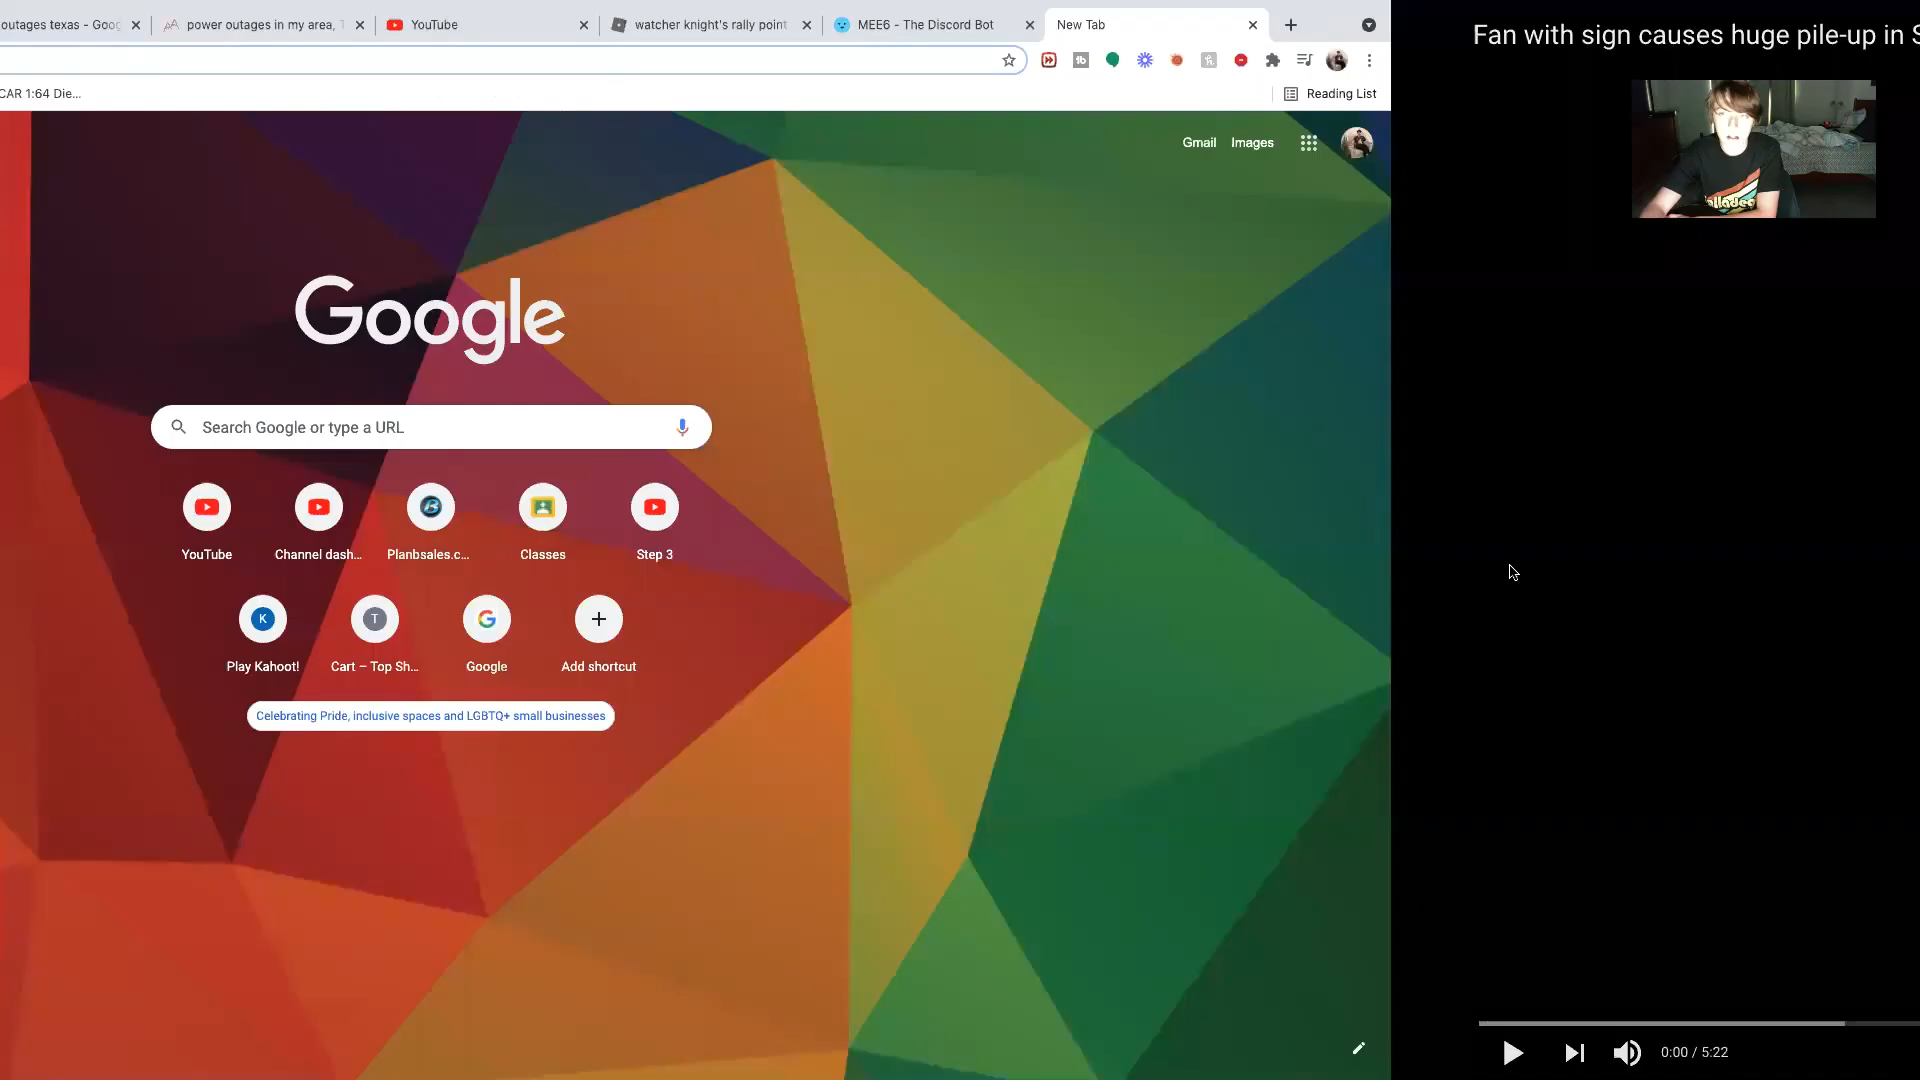 outages texas - Goog
power outages in my area, T
YouTube
watcher knight's rally point
MEE6 - The Discord Bot
New Tab
CAR 1:64 Die...
Reading List
Gmail
Images
Google
Search Google or type a URL
YouTube
Channel dash...
Planbsales.c...
Classes
Step 3
K
T
Play Kahoot!
Cart – Top Sh...
Google
Add shortcut
Celebrating Pride, inclusive spaces and LGBTQ+ small businesses
Fan with sign causes huge pile-up in S
0:00 / 5:22